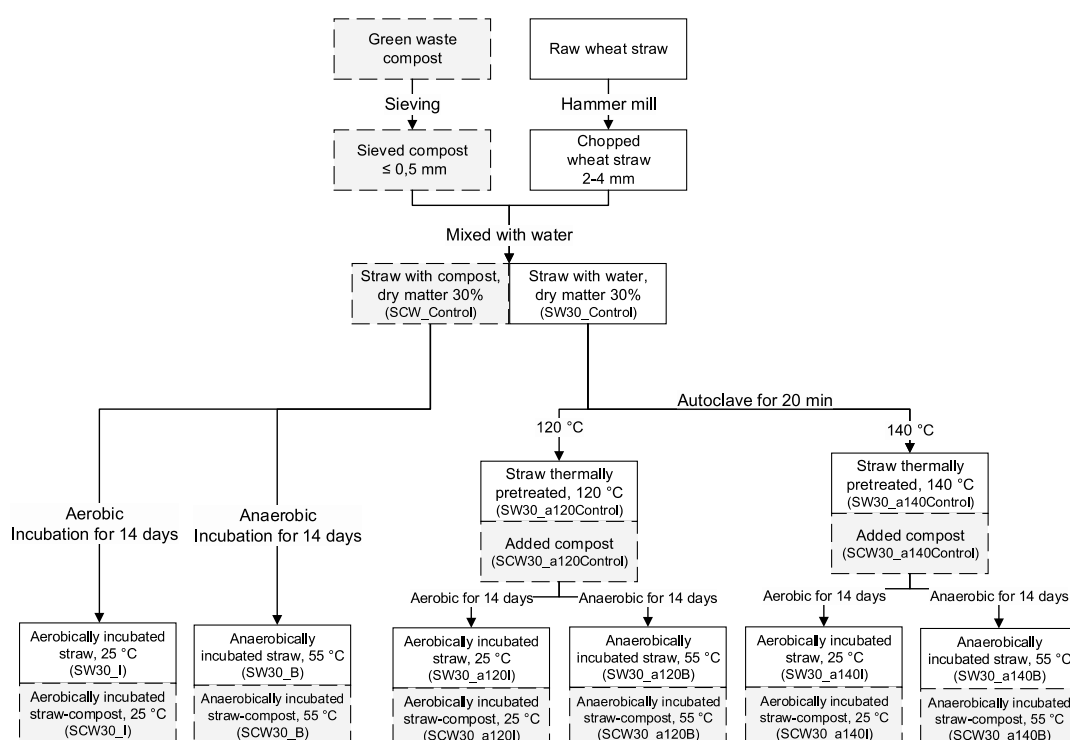 Green waste
compost
Raw wheat straw
Sieving
Hammer mill
Sieved compost
≤ 0,5 mm
Chopped
wheat straw
2-4 mm
Mixed with water
Straw with compost,
dry matter 30%
(SCW_Control)
Straw with water,
dry matter 30%
(SW30_Control)
Autoclave for 20 min
120 °C
140 °C
Straw thermally
pretreated, 120 °C
(SW30_a120Control)
Added compost
(SCW30_a120Control)
Straw thermally
pretreated, 140 °C
(SW30_a140Control)
Added compost
(SCW30_a140Control)
Aerobic
Incubation for 14 days
Anaerobic
Incubation for 14 days
Aerobic for 14 days
Anaerobic for 14 days
Aerobic for 14 days
Anaerobic for 14 days
Aerobically incubated
straw, 25 °C
(SW30_I)
Aerobically incubated
straw-compost, 25 °C
(SCW30_I)
Anaerobically
incubated straw, 55 °C
(SW30_B)
Anaerobically incubated
straw-compost, 55 °C
(SCW30_B)
Aerobically incubated
straw, 25 °C
(SW30_a120I)
Aerobically incubated
straw-compost, 25 °C
(SCW30_a120I)
Anaerobically
incubated straw, 55 °C
(SW30_a120B)
Anaerobically incubated
straw-compost, 55 °C
(SCW30_a120B)
Aerobically incubated
straw, 25 °C
(SW30_a140I)
Aerobically incubated
straw-compost, 25 °C
(SCW30_a140I)
Anaerobically
incubated straw, 55 °C
(SW30_a140B)
Anaerobically incubated
straw-compost, 55 °C
(SCW30_a140B)